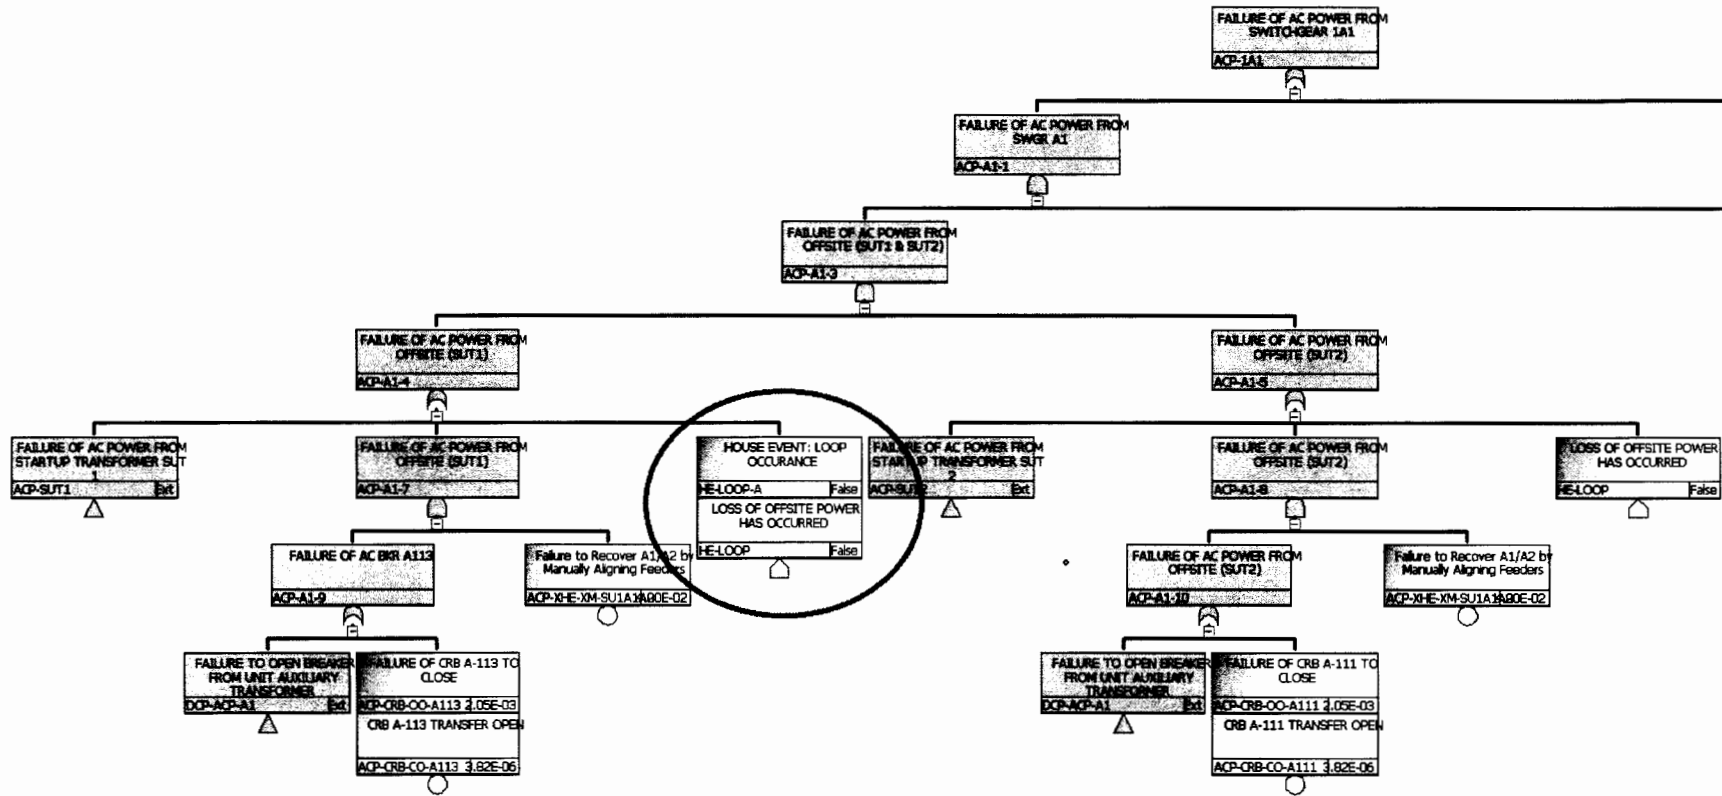 FAILURE OF AC POWER FROM
SWITCHGEAR 1A1
ACP-1A1
FAILURE OF AC POWER FROM
SWGR A1
ACP-A1-1
FAILURE OF AC POWER FROM
OFFSITE (SUT1 & SUT2)
ACP-A1-3
FAILURE OF AC POWER FROM
OFFSITE (SUT1)
ACP-A1-4
FAILURE OF AC POWER FROM
OFFSITE (SUT2)
ACP-A1-5
FAILURE OF AC POWER FROM
STARTUP TRANSFORMER SUT
1
ACP-SUT1 Ext
FAILURE OF AC POWER FROM
OFFSITE (SUT1)
ACP-A1-7
HOUSE EVENT: LOOP
OCCURANCE
HE-LOOP-A False
LOSS OF OFFSITE POWER
HAS OCCURRED
HE-LOOP False
FAILURE OF AC POWER FROM
STARTUP TRANSFORMER SUT
2
ACP-SUT2 Ext
FAILURE OF AC POWER FROM
OFFSITE (SUT2)
ACP-A1-8
LOSS OF OFFSITE POWER
HAS OCCURRED
HE-LOOP False
FAILURE OF AC BKR A113
ACP-A1-9
Failure to Recover A1/A2 by
Manually Aligning Feeders
ACP-XHE-XM-SU1A1
FAILURE OF AC POWER FROM
OFFSITE (SUT2)
ACP-A1-10
Failure to Recover A1/A2 by
Manually Aligning Feeders
ACP-XHE-XM-SU1A1
FAILURE TO OPEN BREAKER
FROM UNIT AUXILIARY
TRANSFORMER
DCP-ACP-A1 Ext
FAILURE OF CRB A-113 TO
CLOSE
ACP-CRB-OO-A113 2.05E-03
CRB A-113 TRANSFER OPEN
ACP-CRB-CO-A113 3.82E-06
FAILURE TO OPEN BREAKER
FROM UNIT AUXILIARY
TRANSFORMER
DCP-ACP-A1 Ext
FAILURE OF CRB A-111 TO
CLOSE
ACP-CRB-OO-A111 2.05E-03
CRB A-111 TRANSFER OPEN
ACP-CRB-CO-A111 3.82E-06